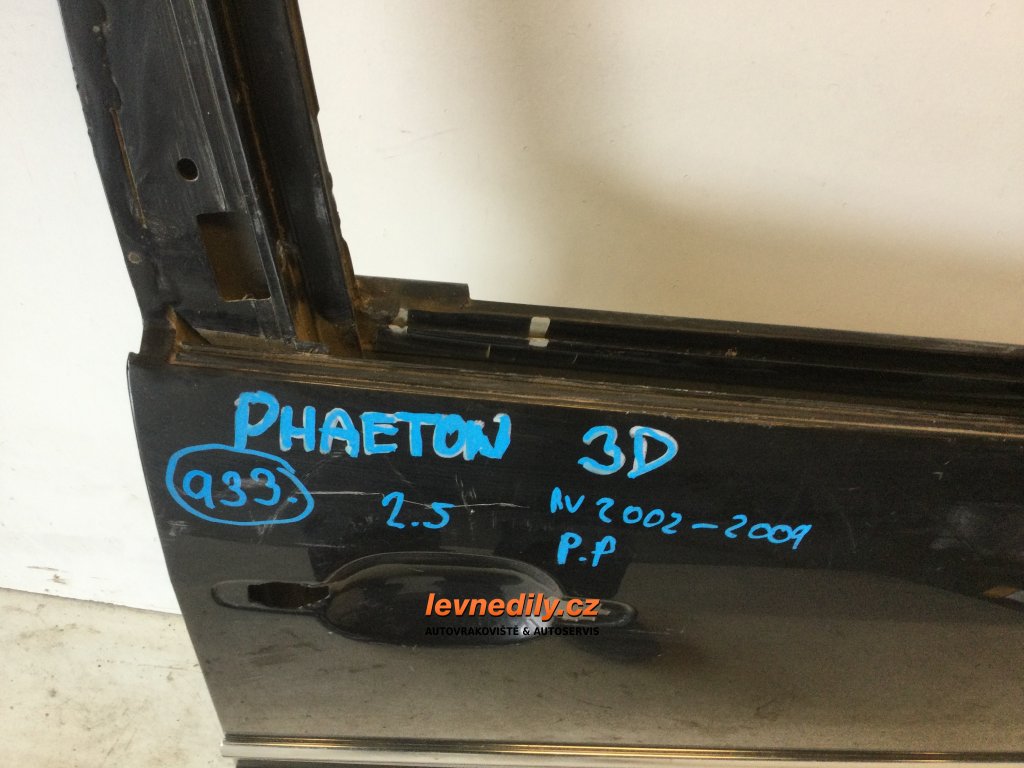 PHAETON 3D
933.
2.5
RV 2002-2009
P.P
levnedily.cz
AUTOVRAKOVIŠTĚ & AUTOSERVIS